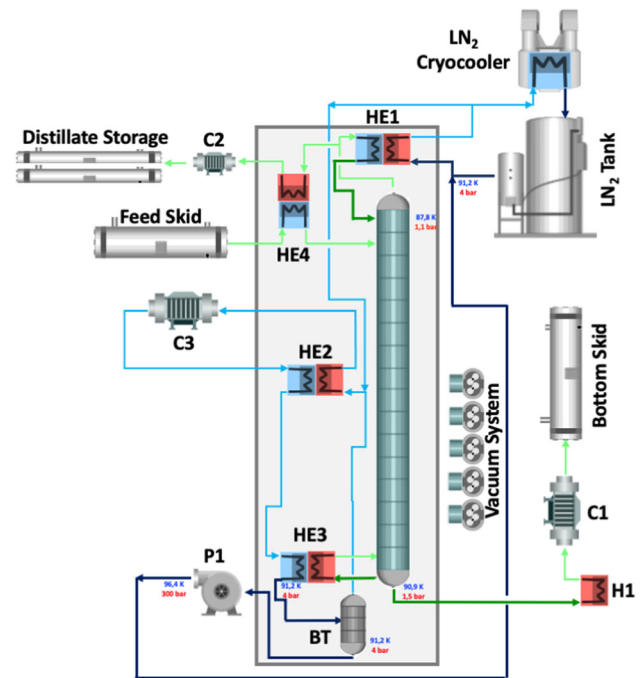 LN2
Cryocooler
HE1
Distillate Storage
C2
LN2 Tank
91,2 K
4 bar
Feed Skid
87,8 K
1,1 bar
HE4
C3
HE2
Bottom Skid
Vacuum System
C1
HE3
P1
96,4 K
300 bar
91,2 K
4 bar
90,9 K
1,5 bar
H1
BT
91,2 K
4 bar